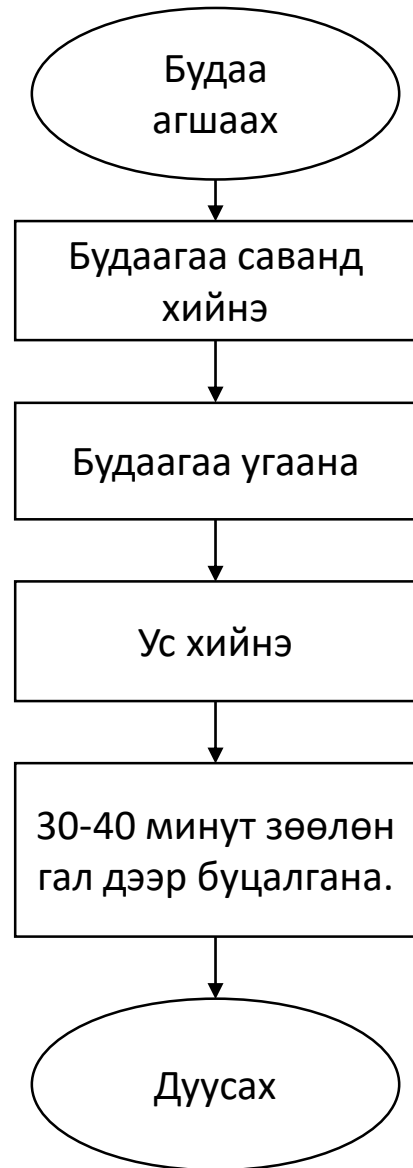 Будаа
агшаах
Будаагаа саванд
хийнэ
Будаагаа угаана
Ус хийнэ
30-40 минут зөөлөн
гал дээр буцалгана.
Дуусах